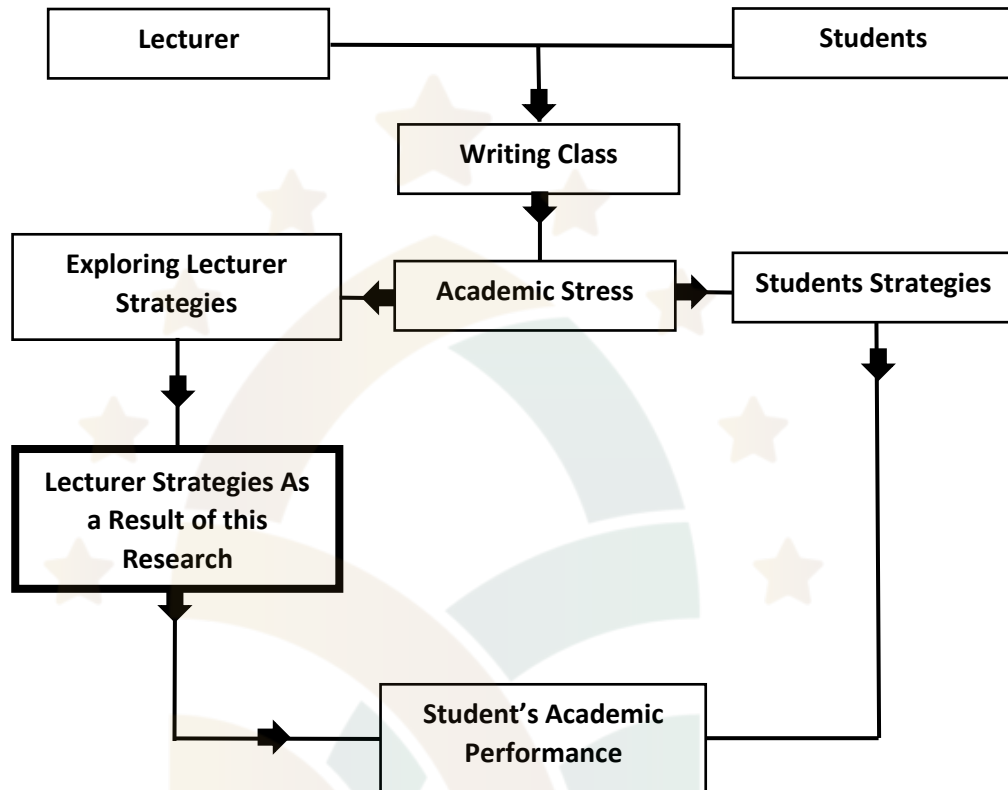 Lecturer
Students
Writing Class
Exploring Lecturer
Strategies
Academic Stress
Students Strategies
Lecturer Strategies As
a Result of this
Research
Student’s Academic
Performance